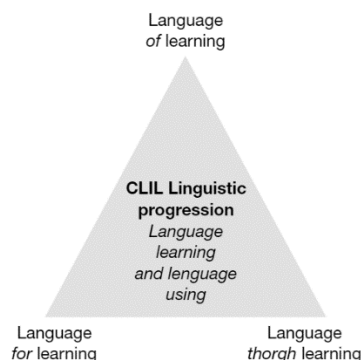 Language
of learning
CLIL Linguistic
progression
Language
learning
and lenguage
using
Language
for learning
Language
thorgh learning